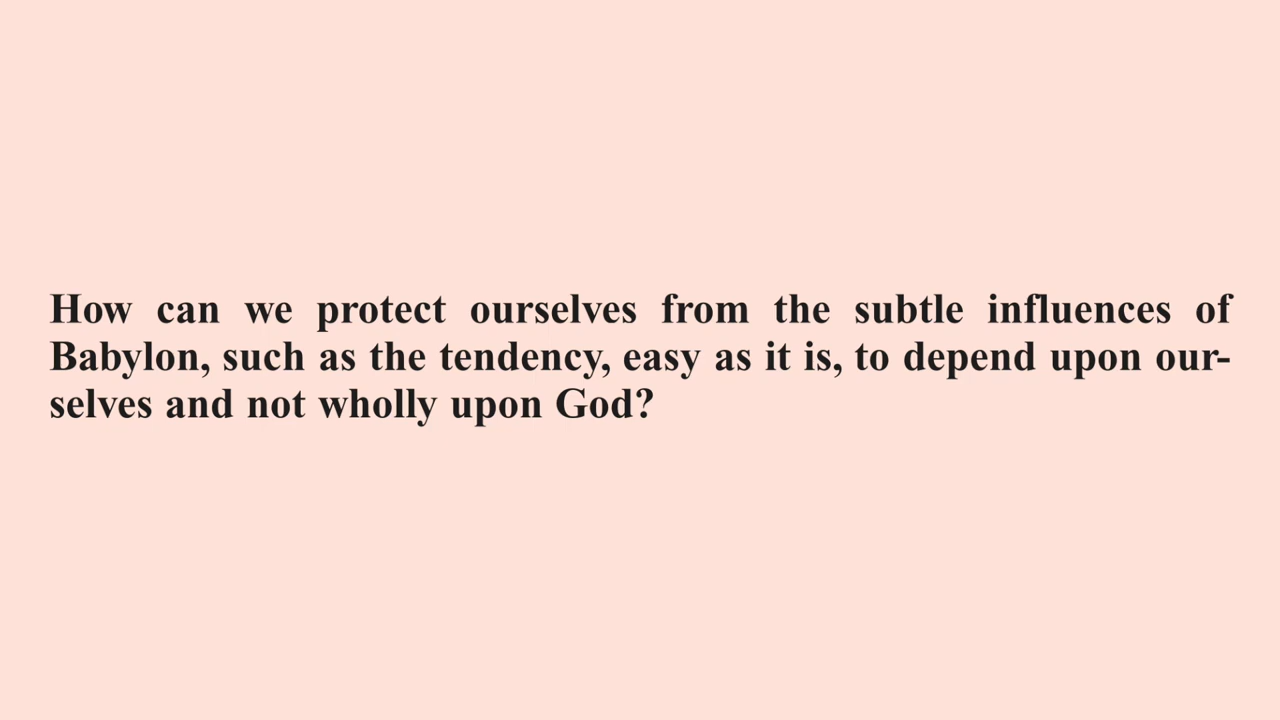 How can we protect ourselves from the subtle influences of
Babylon, such as the tendency, easy as it is, to depend upon our-
selves and not wholly upon God?